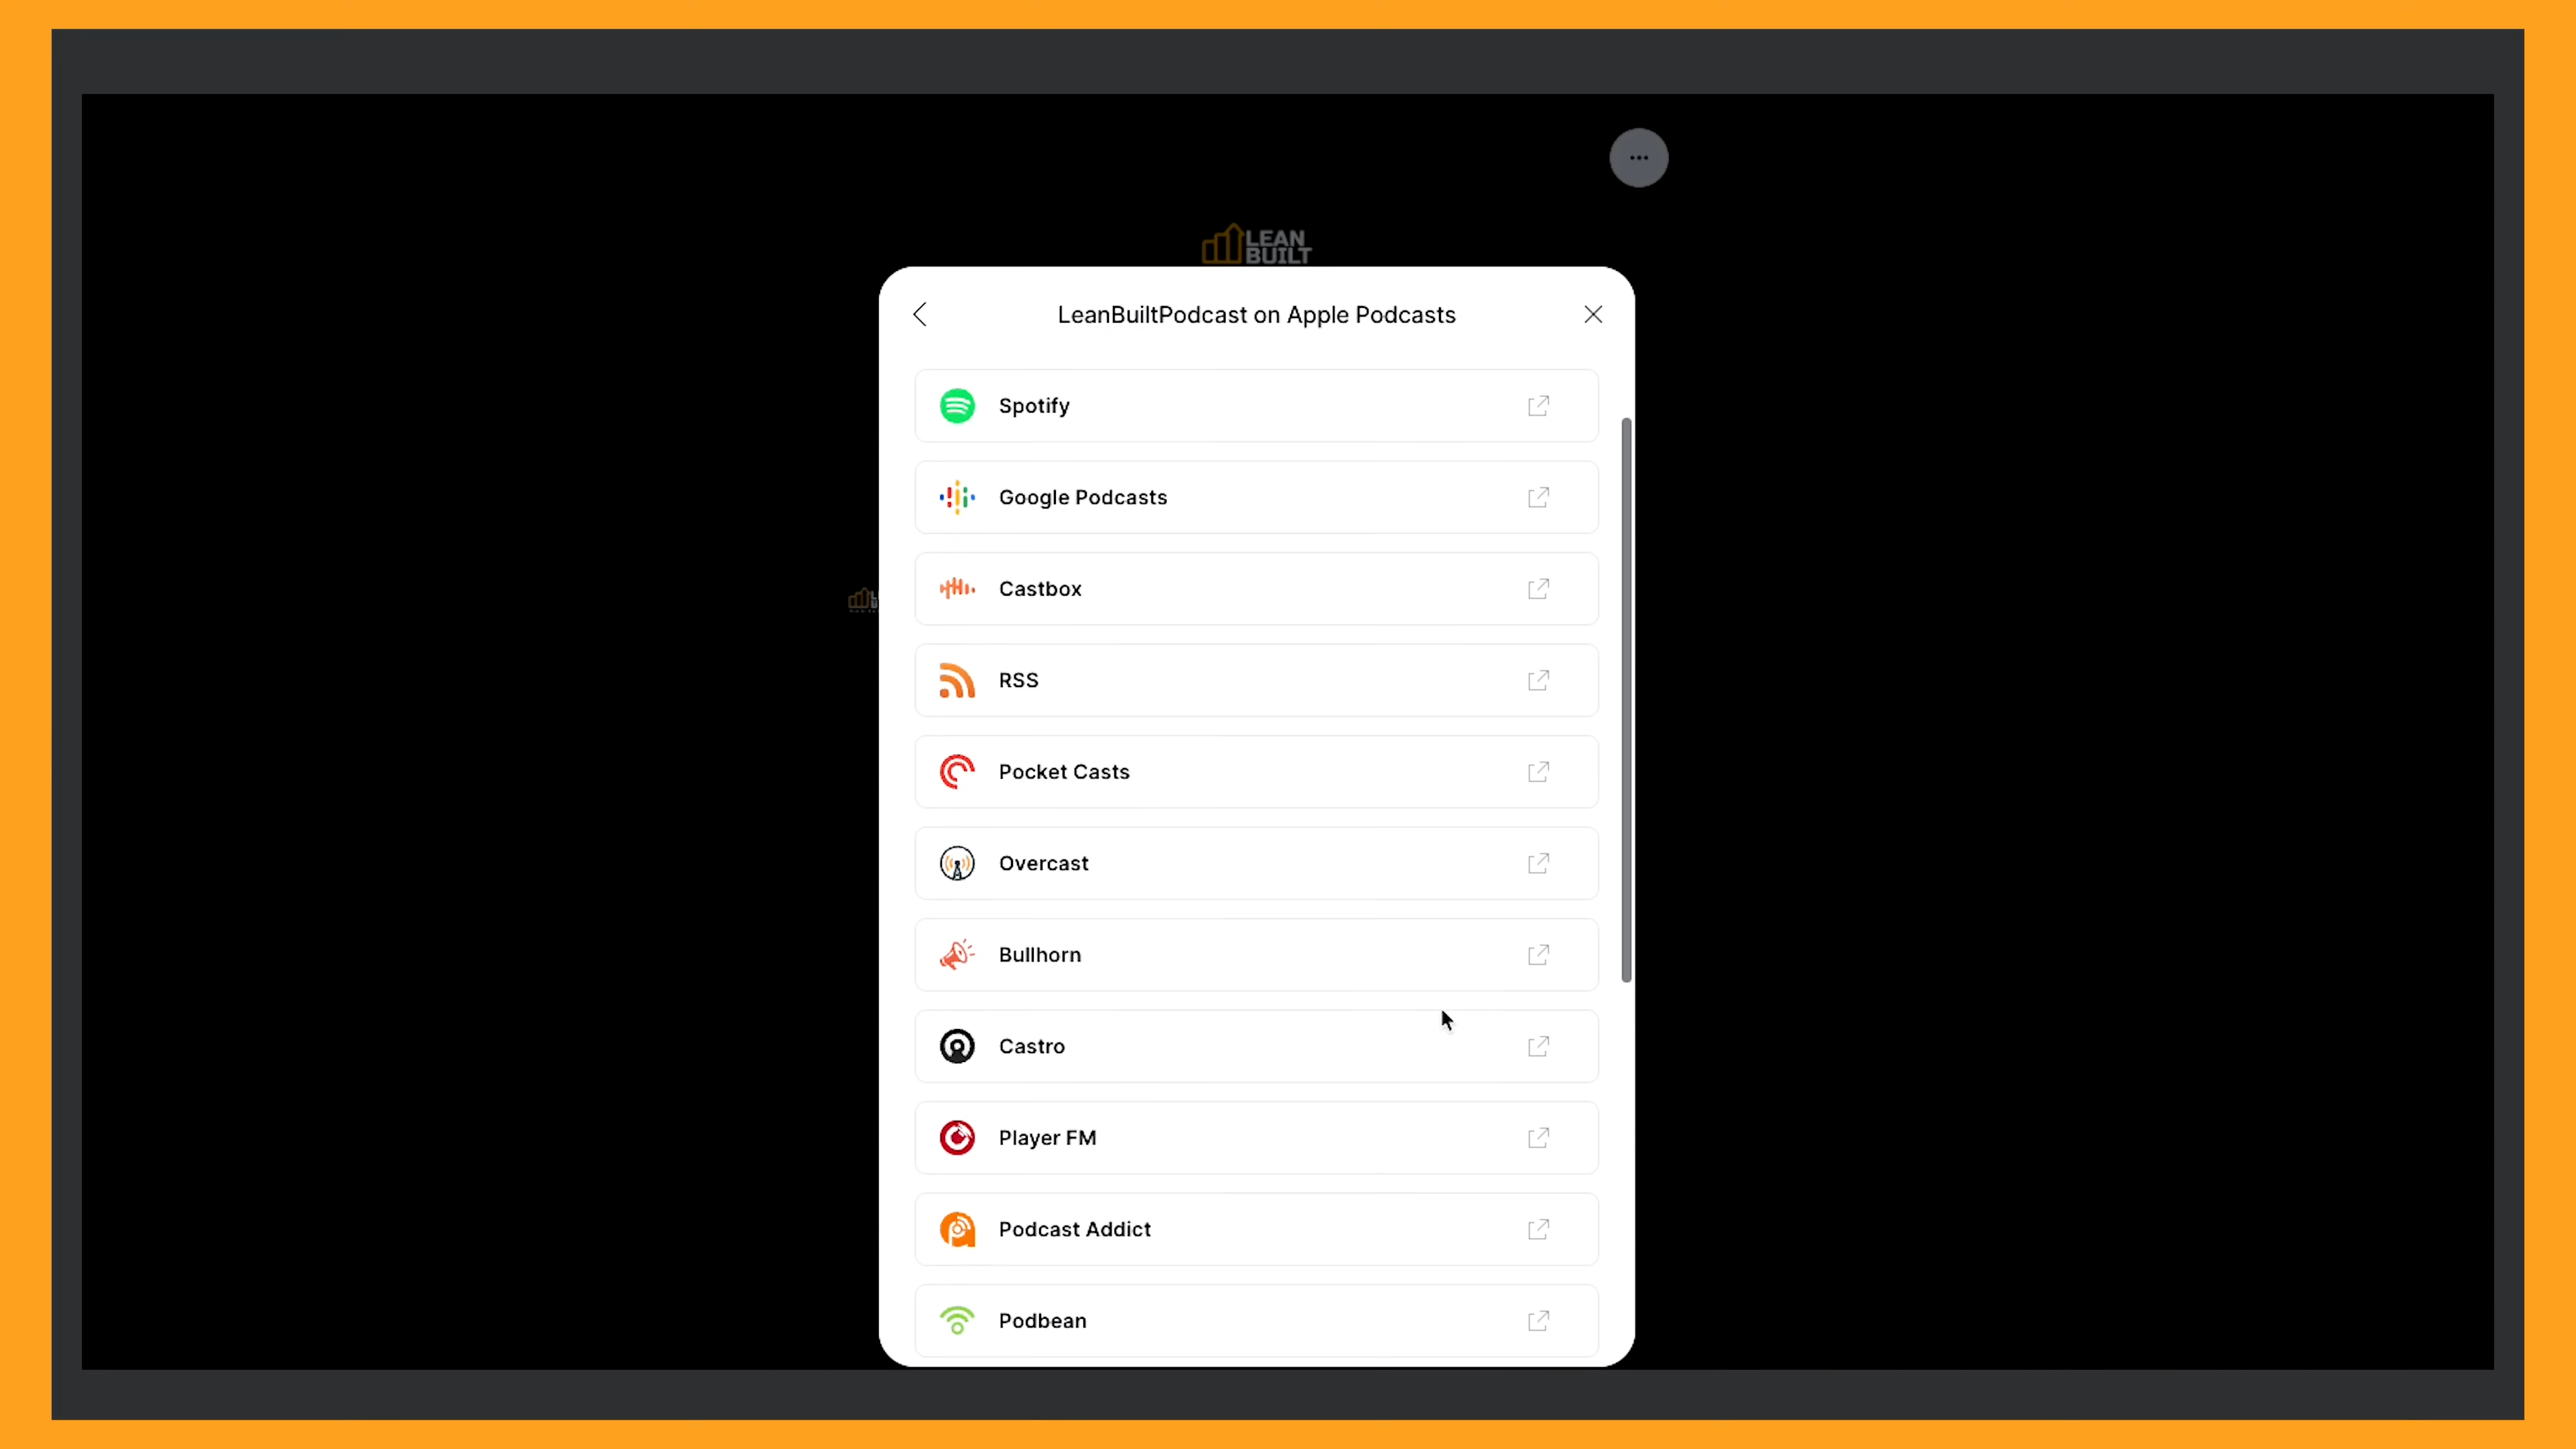 LEAN
BUILT
LeanBuiltPodcast on Apple Podcasts
Spotify
Google Podcasts
Castbox
RSS
Pocket Casts
Overcast
Bullhorn
Castro
Player FM
Podcast Addict
Podbean